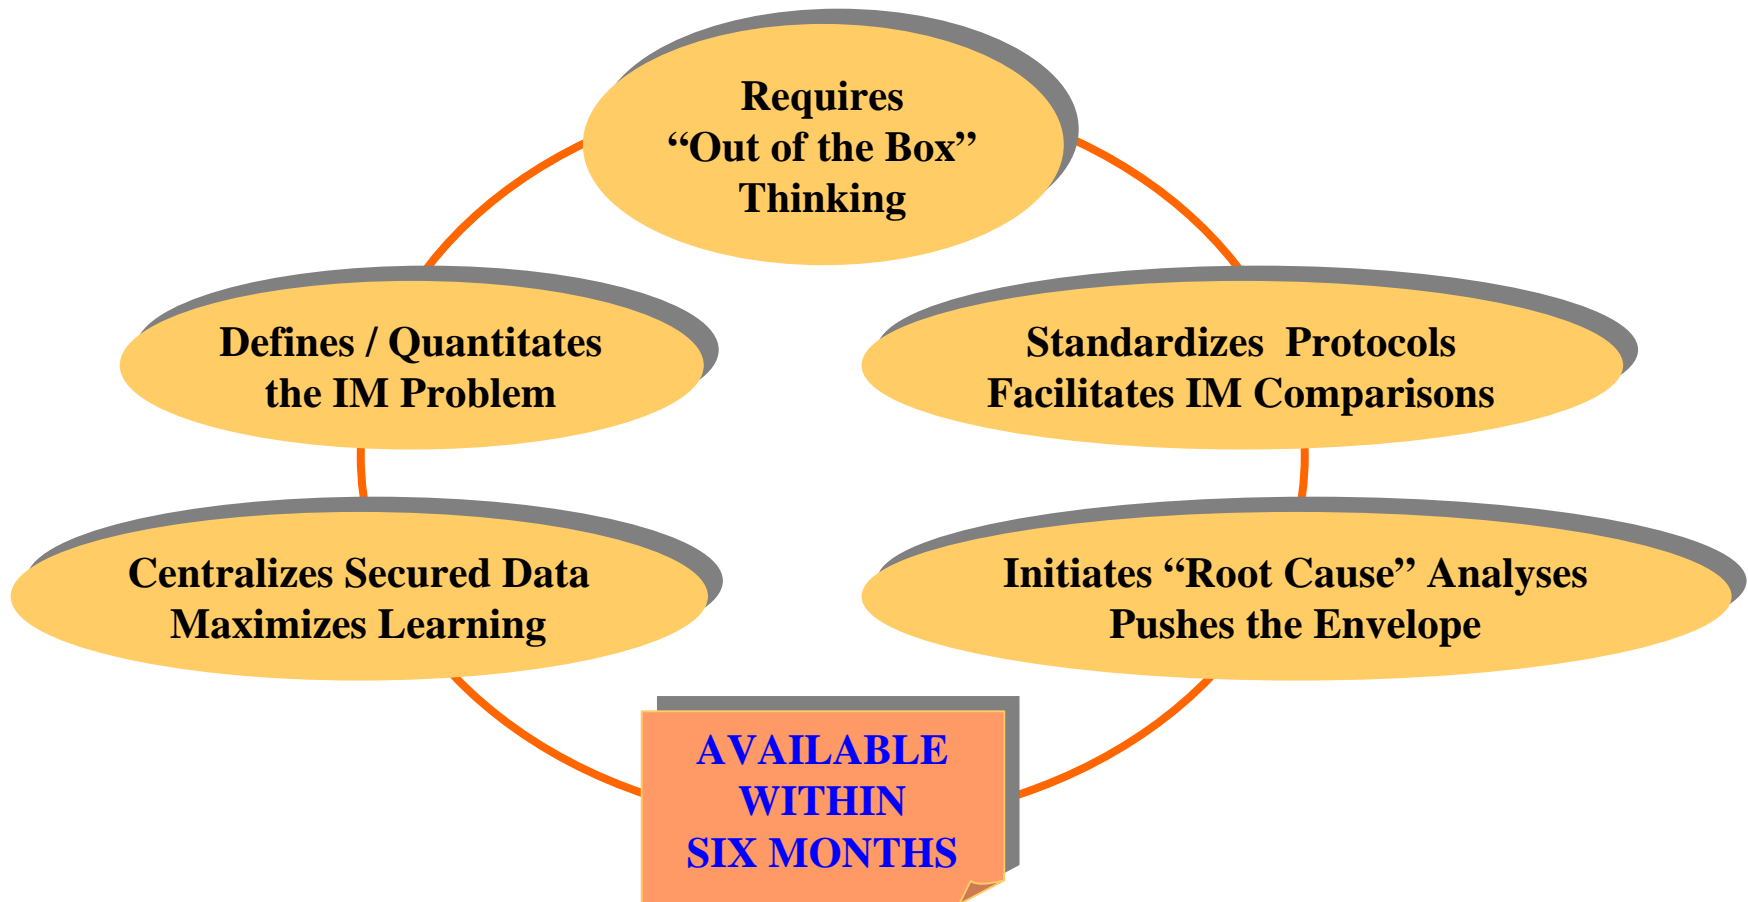 Requires
“Out of the Box”
Thinking
Defines / Quantitates
the IM Problem
Standardizes  Protocols
Facilitates IM Comparisons
Centralizes Secured Data
Maximizes Learning
Initiates “Root Cause” Analyses
Pushes the Envelope
AVAILABLE
WITHIN
SIX MONTHS